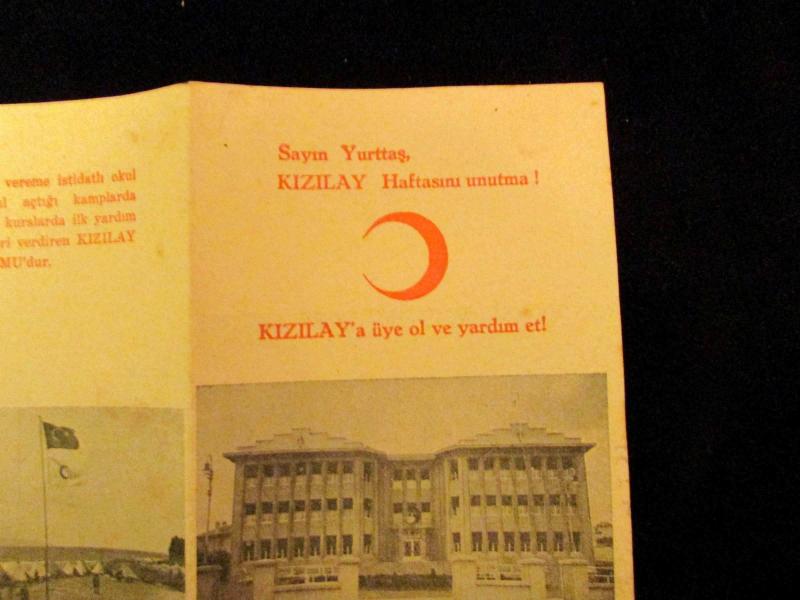 vereme istidatlı okul
açtığı kamplarda
kurslarda ilk yardım
verdiren KIZILAY
MU'dur.
Sayın Yurttaş,
KIZILAY Haftasını unutma !
KIZILAY'a üye ol ve yardım et!